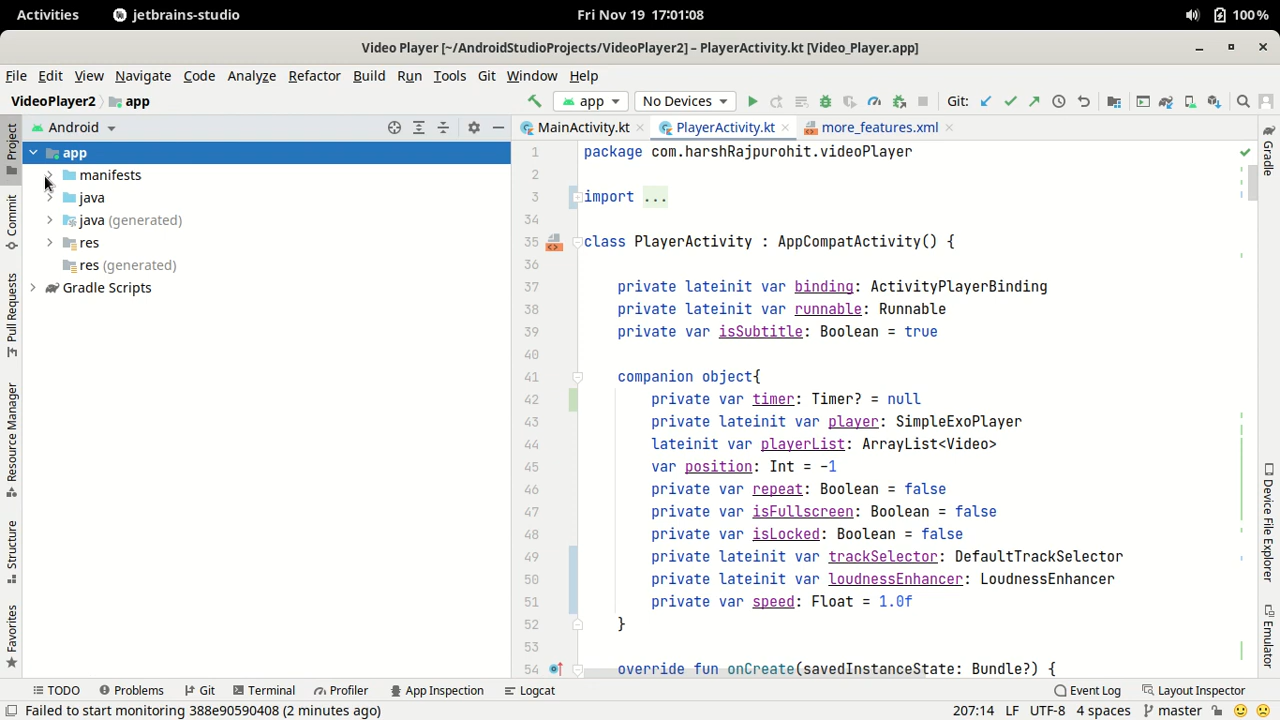 Activities jetbrains-studio Fri Nov 19 17:01:08 100%
Video Player [~/AndroidStudioProjects/VideoPlayer2] – PlayerActivity.kt [Video_Player.app]
File Edit View Navigate Code Analyze Refactor Build Run Tools Git Window Help
VideoPlayer2 app app No Devices Git:
Android MainActivity.kt PlayerActivity.kt more_features.xml
Project
Commit
Pull Requests
Resource Manager
Structure
Favorites
app
manifests
java
java (generated)
res
res (generated)
Gradle Scripts
1 package com.harshRajpurohit.videoPlayer
2
3 import ...
34
35 class PlayerActivity : AppCompatActivity() {
36
37 private lateinit var binding: ActivityPlayerBinding
38 private lateinit var runnable: Runnable
39 private var isSubtitle: Boolean = true
40
41 companion object{
42 private var timer: Timer? = null
43 private lateinit var player: SimpleExoPlayer
44 lateinit var playerList: ArrayList<Video>
45 var position: Int = -1
46 private var repeat: Boolean = false
47 private var isFullscreen: Boolean = false
48 private var isLocked: Boolean = false
49 private lateinit var trackSelector: DefaultTrackSelector
50 private lateinit var loudnessEnhancer: LoudnessEnhancer
51 private var speed: Float = 1.0f
52 }
53
54 override fun onCreate(savedInstanceState: Bundle?) {
Gradle
Device File Explorer
Emulator
TODO Problems Git Terminal Profiler App Inspection Logcat Event Log Layout Inspector
Failed to start monitoring 388e90590408 (2 minutes ago) 207:14 LF UTF-8 4 spaces master